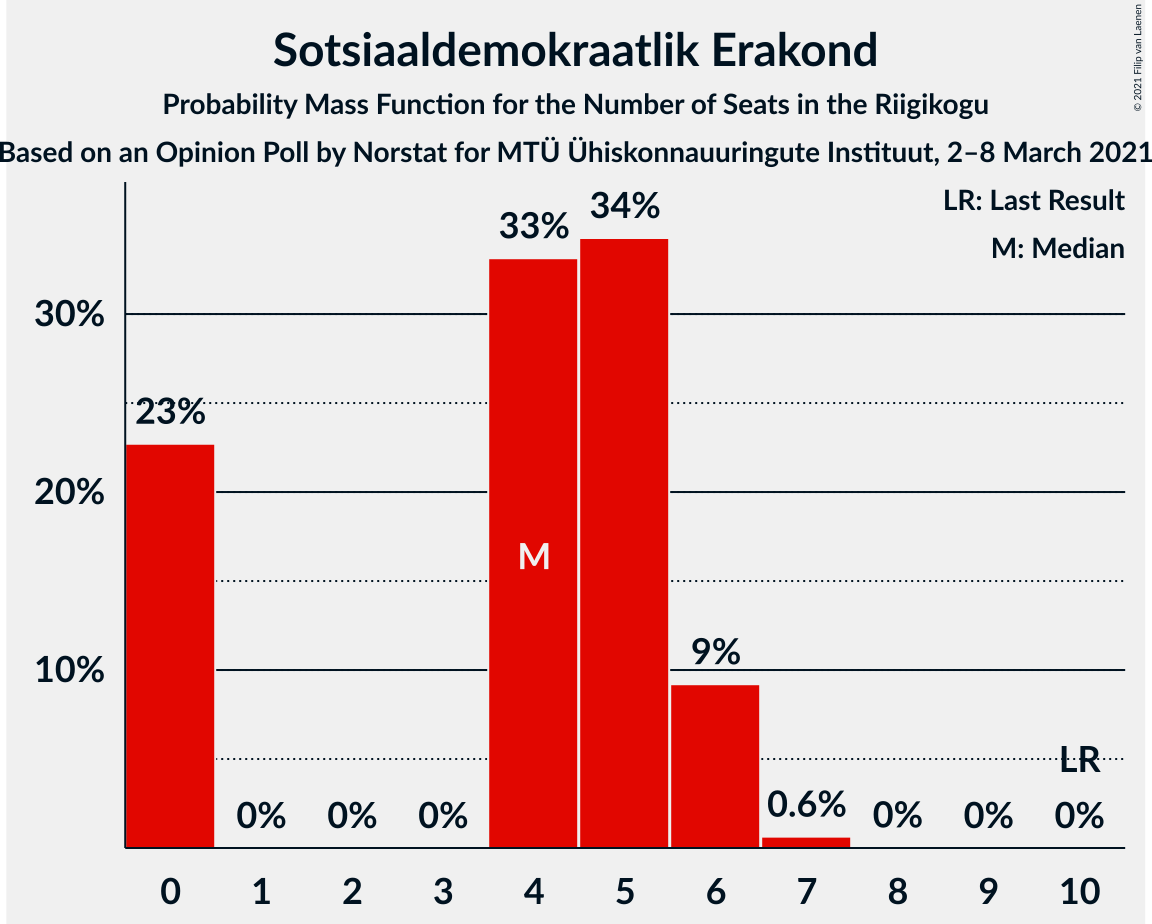 Sotsiaaldemokraatlik Erakond
Probability Mass Function for the Number of Seats in the Riigikogu
Based on an Opinion Poll by Norstat for MTÜ Ühiskonnauuringute Instituut, 2–8 March 2021
© 2021 Filip van Laenen
LR: Last Result
M: Median
34%
33%
30%
23%
20%
M
10%
9%
LR
0.6%
0% 0% 0% 0% 0% 0%
0 1 2 3 4 5 6 7 8 9 10